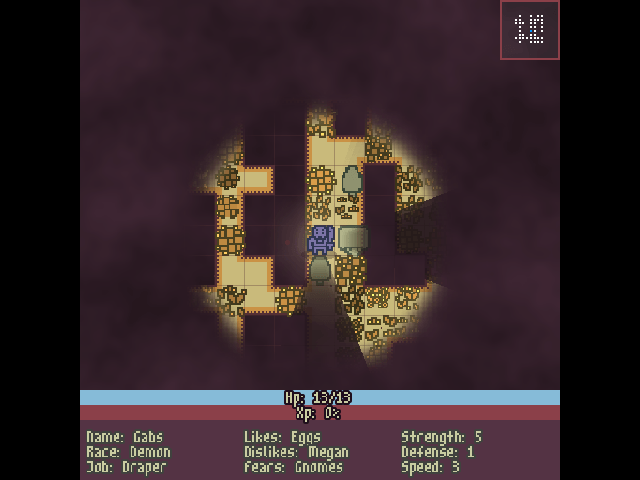 Hp: 13/13
Xp: 0%
Name: Gabs Likes: Eggs Strength: 5
Race: Demon Dislikes: Megan Defense: 1
Job: Draper Fears: Gnomes Speed: 3